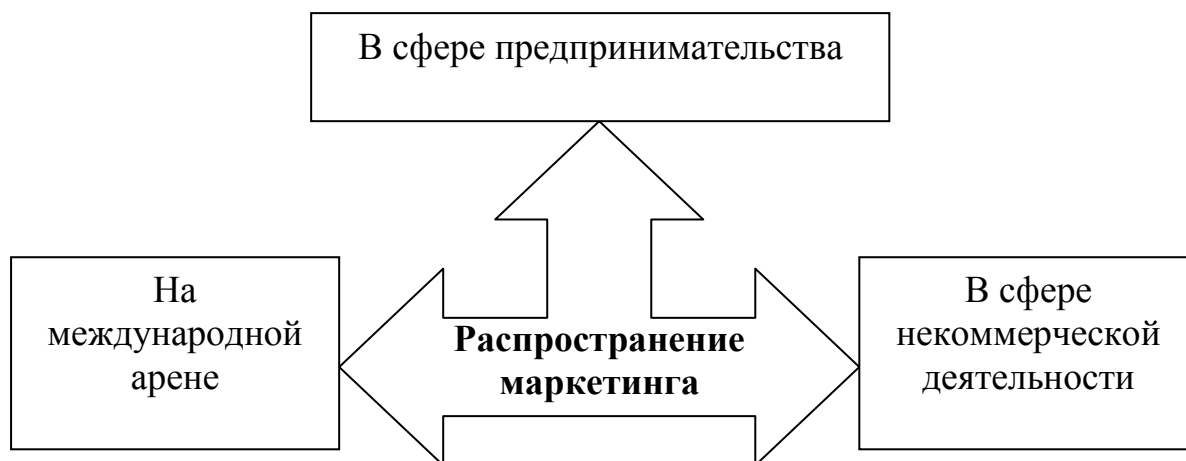 В сфере предпринимательства
На
международной
арене
Распространение
маркетинга
В сфере
некоммерческой
деятельности